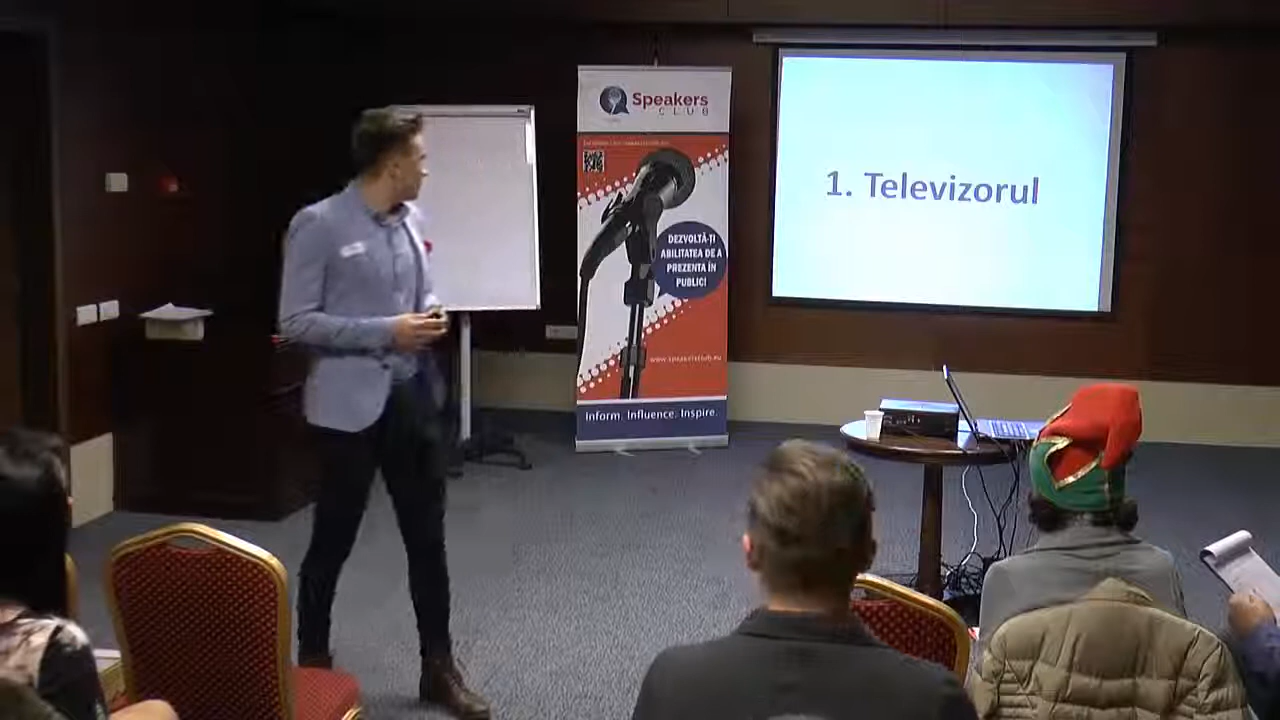 Speakers
CLUB
DEZVOLTĂ-ȚI
ABILITATEA DE A
PREZENTA ÎN
PUBLIC!
www.speakersclub.eu
Inform. Influence. Inspire.
1. Televizorul